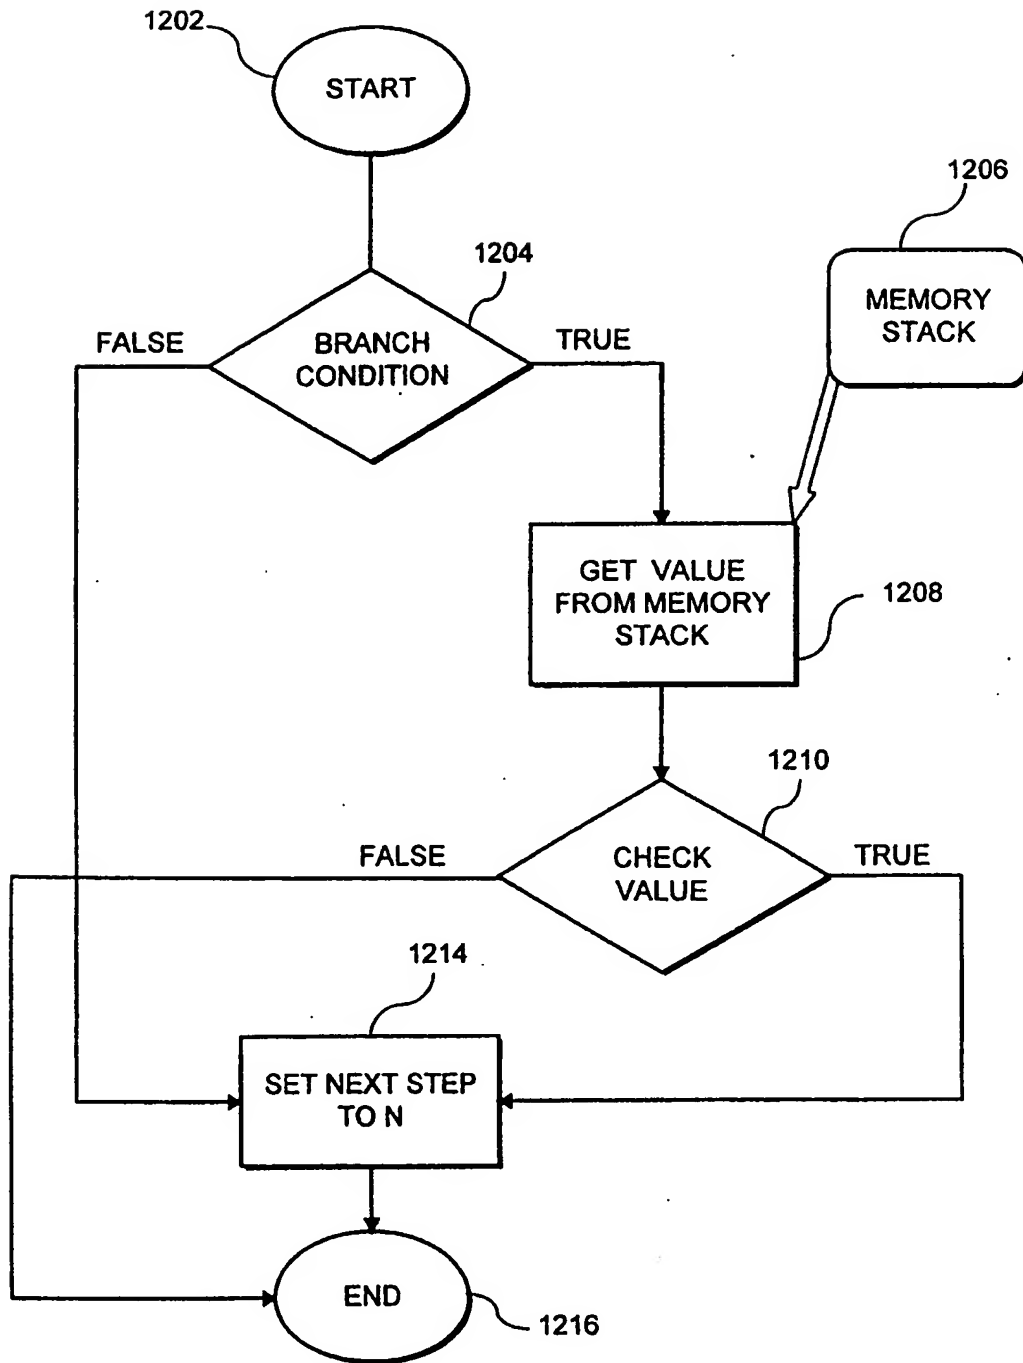 1202
START
1206
1204
MEMORY
STACK
FALSE
BRANCH
CONDITION
TRUE
GET VALUE
FROM MEMORY
STACK
1208
1210
FALSE
CHECK
VALUE
TRUE
1214
SET NEXT STEP
TO N
END
1216